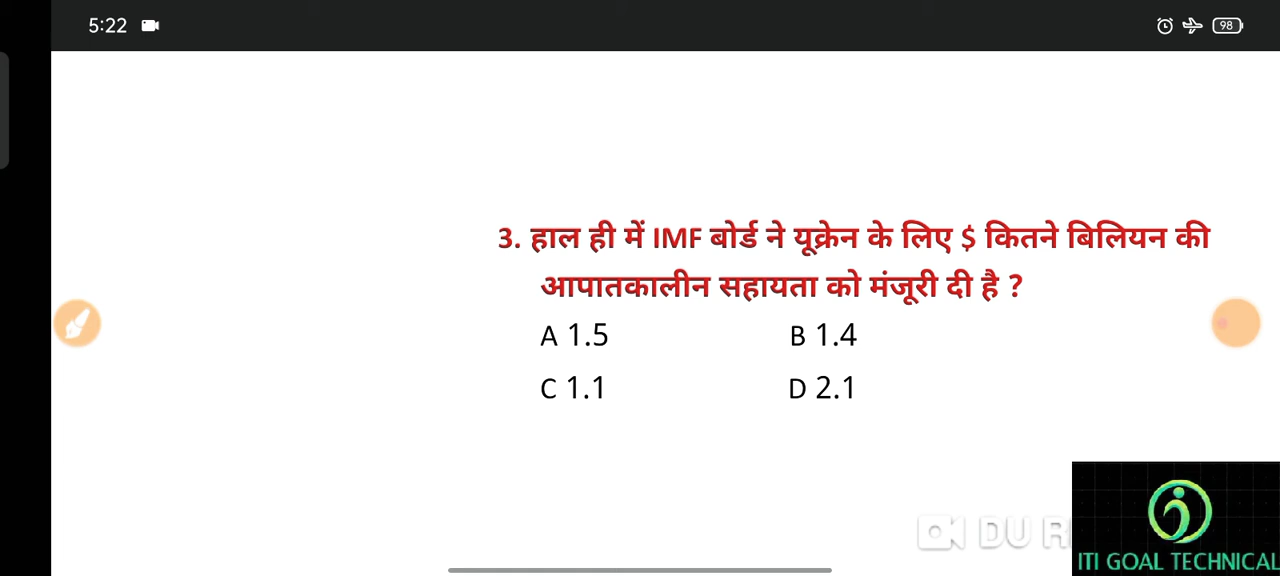 5:22
98
3. हाल ही में IMF बोर्ड ने यूक्रेन के लिए $ कितने बिलियन की
आपातकालीन सहायता को मंजूरी दी है ?
A 1.5 B 1.4
C 1.1 D 2.1
DU
ITI GOAL TECHNICAL